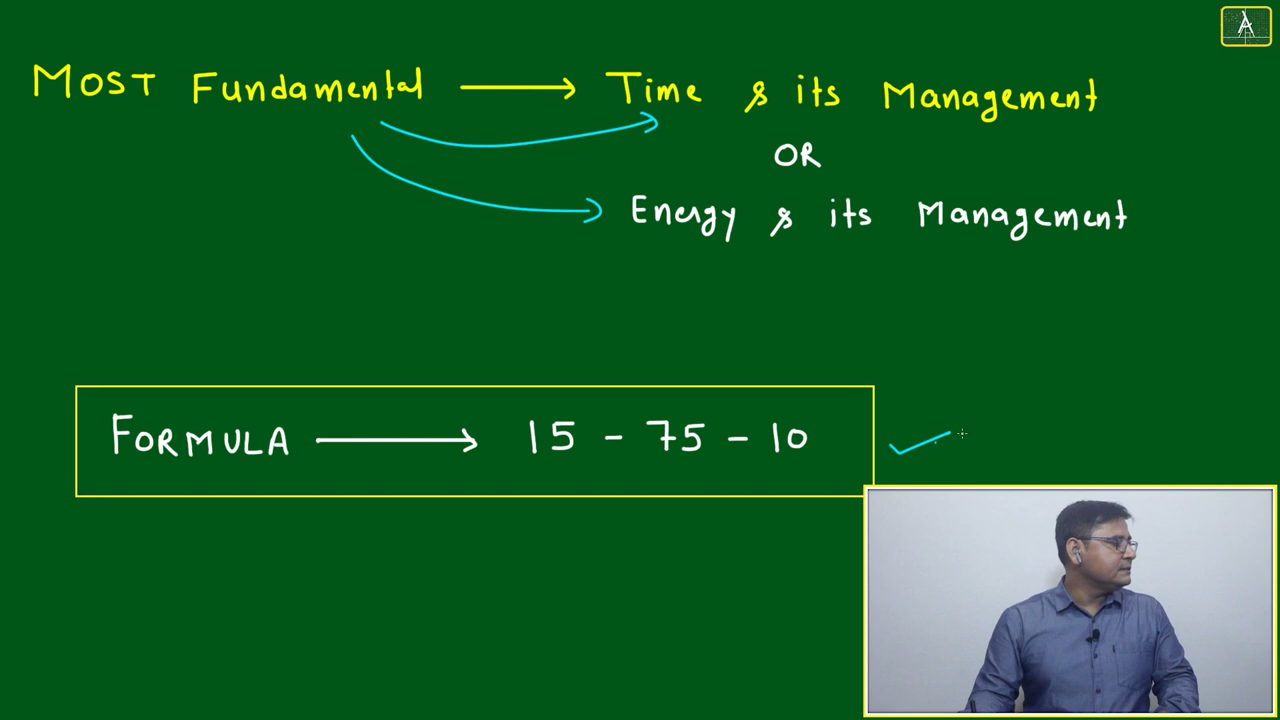 A
MOST Fundamental → Time & its Management
OR
Energy & its Management
FORMULA → 15 - 75 - 10